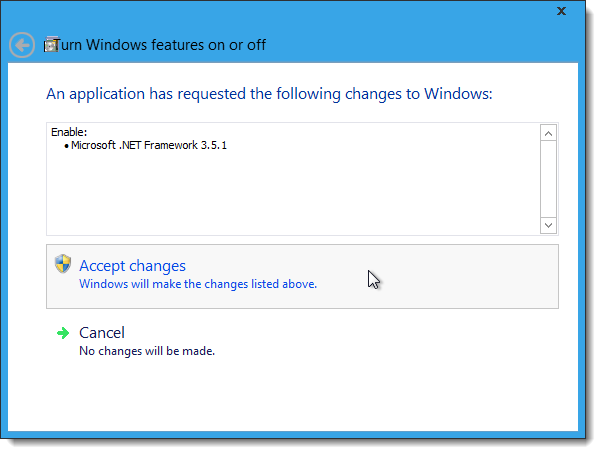 x
Turn Windows features on or off
An application has requested the following changes to Windows:
Enable:
• Microsoft .NET Framework 3.5.1
Accept changes
Windows will make the changes listed above.
Cancel
No changes will be made.